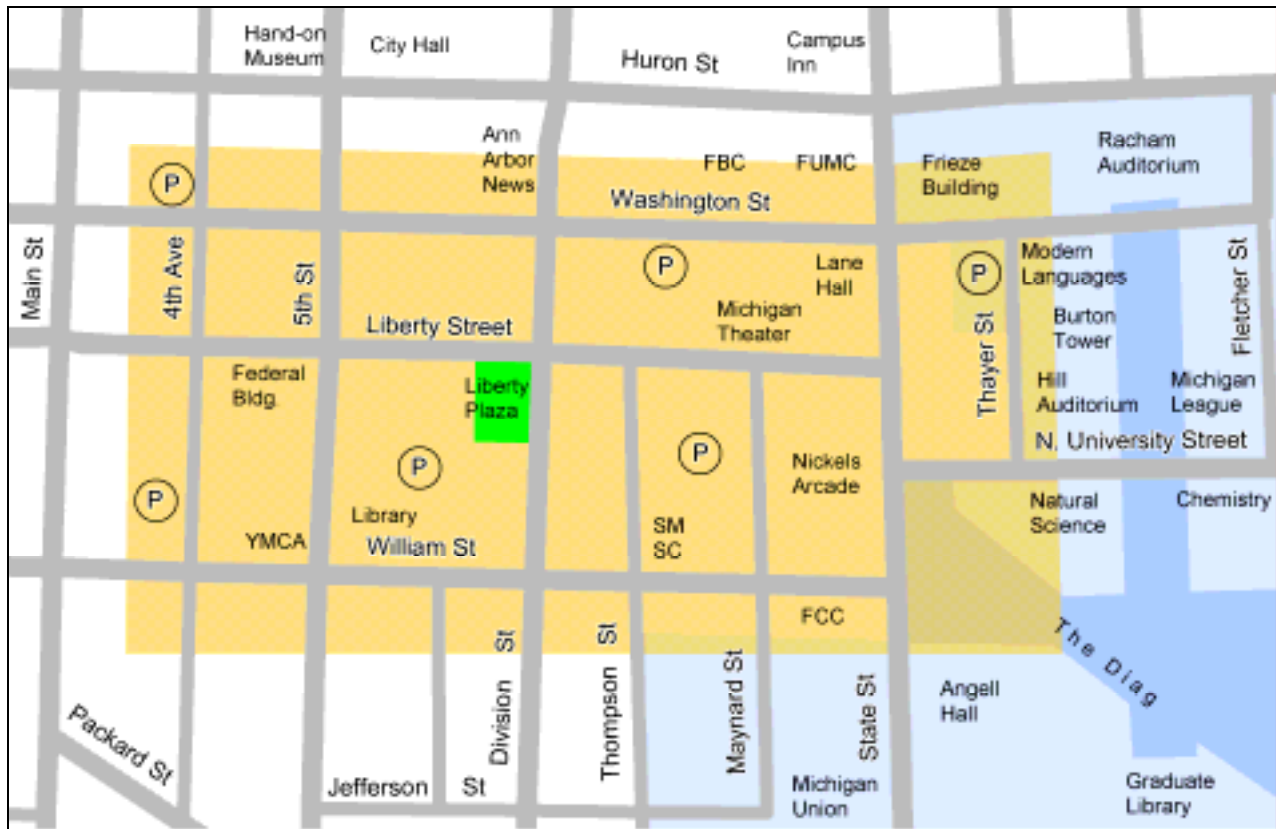 Hand-on
Museum
City Hall
Huron St
Campus
Inn
Ann
Arbor
News
FBC
FUMC
Frieze
Building
Racham
Auditorium
P
Washington St
Main St
4th Ave
5th St
P
Lane
Hall
P
Modern
Languages
Fletcher St
Michigan
Theater
Liberty Street
Thayer St
Burton
Tower
Federal
Bldg.
Liberty
Plaza
Hill
Auditorium
Michigan
League
N. University Street
P
P
P
Nickels
Arcade
Natural
Science
Chemistry
Library
YMCA
William St
SM
SC
FCC
The Diag
Division St
Thompson St
Maynard St
State St
Angell
Hall
Packard St
Jefferson St
Michigan
Union
Graduate
Library